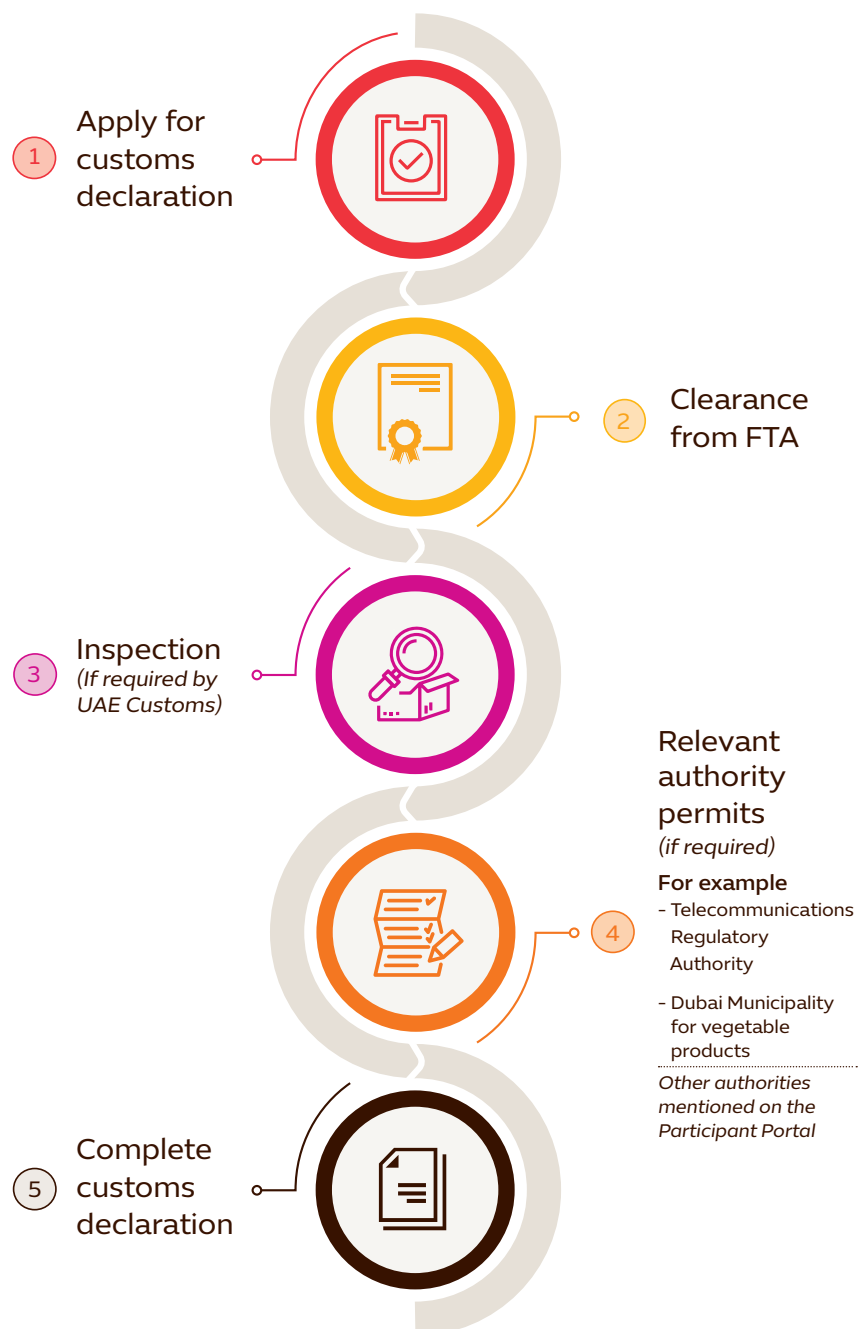 1
Apply for
customs
declaration
2
Clearance
from FTA
3
Inspection
(If required by
UAE Customs)
4
Relevant
authority
permits
(if required)
For example
- Telecommunications
Regulatory
Authority
- Dubai Municipality
for vegetable
products
Other authorities
mentioned on the
Participant Portal
5
Complete
customs
declaration